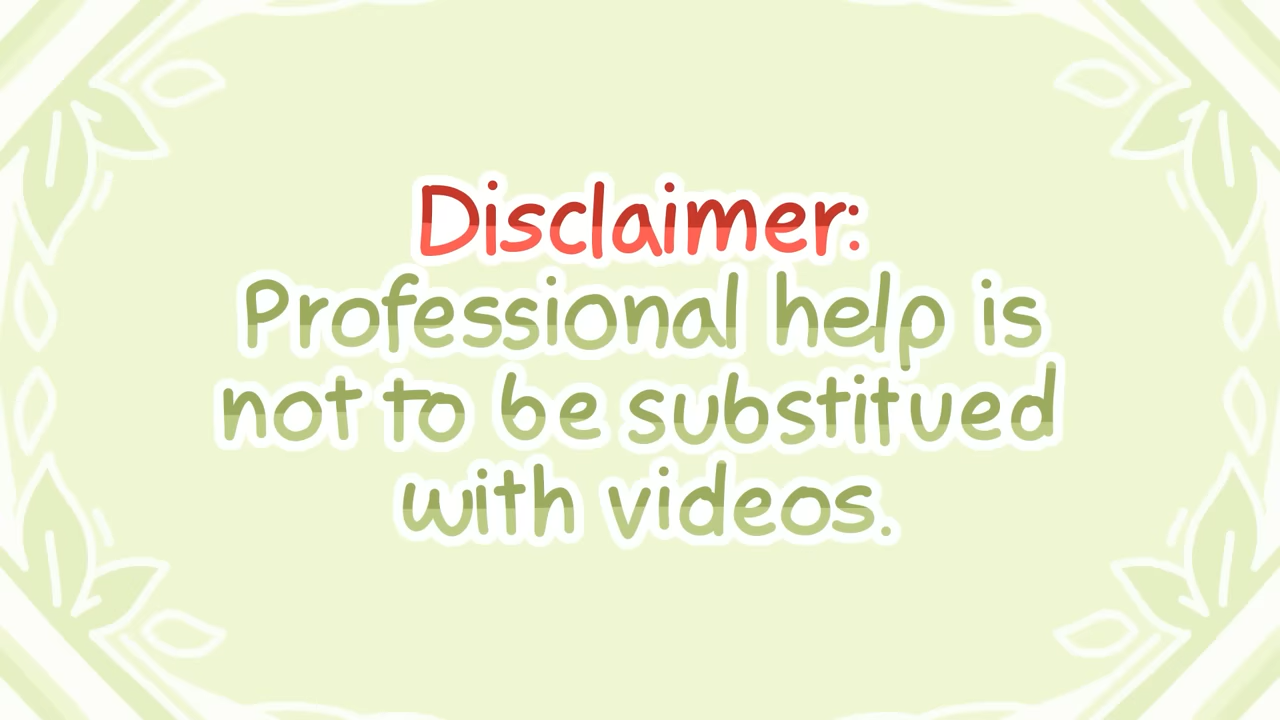 Disclaimer:
Professional help is
not to be substitued
with videos.